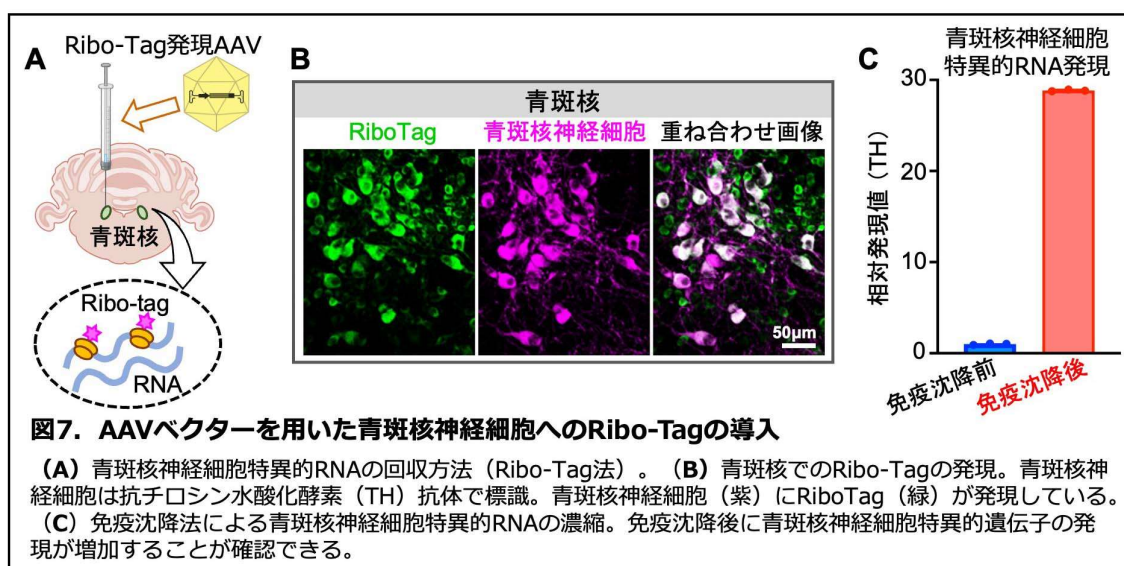 A
Ribo-Tag発現AAV
青斑核
Ribo-tag
RNA
B
青斑核
RiboTag 青斑核神経細胞 重ね合わせ画像
50μm
C
青斑核神経細胞
特異的RNA発現
相対発現値（TH）
30
20
10
0
免疫沈降前
免疫沈降後
図7. AAVベクターを用いた青斑核神経細胞へのRibo-Tagの導入
（A）青斑核神経細胞特異的RNAの回収方法（Ribo-Tag法）。（B）青斑核でのRibo-Tagの発現。青斑核神
経細胞は抗チロシン水酸化酵素（TH）抗体で標識。青斑核神経細胞（紫）にRiboTag（緑）が発現している。
（C）免疫沈降法による青斑核神経細胞特異的RNAの濃縮。免疫沈降後に青斑核神経細胞特異的遺伝子の発
現が増加することが確認できる。